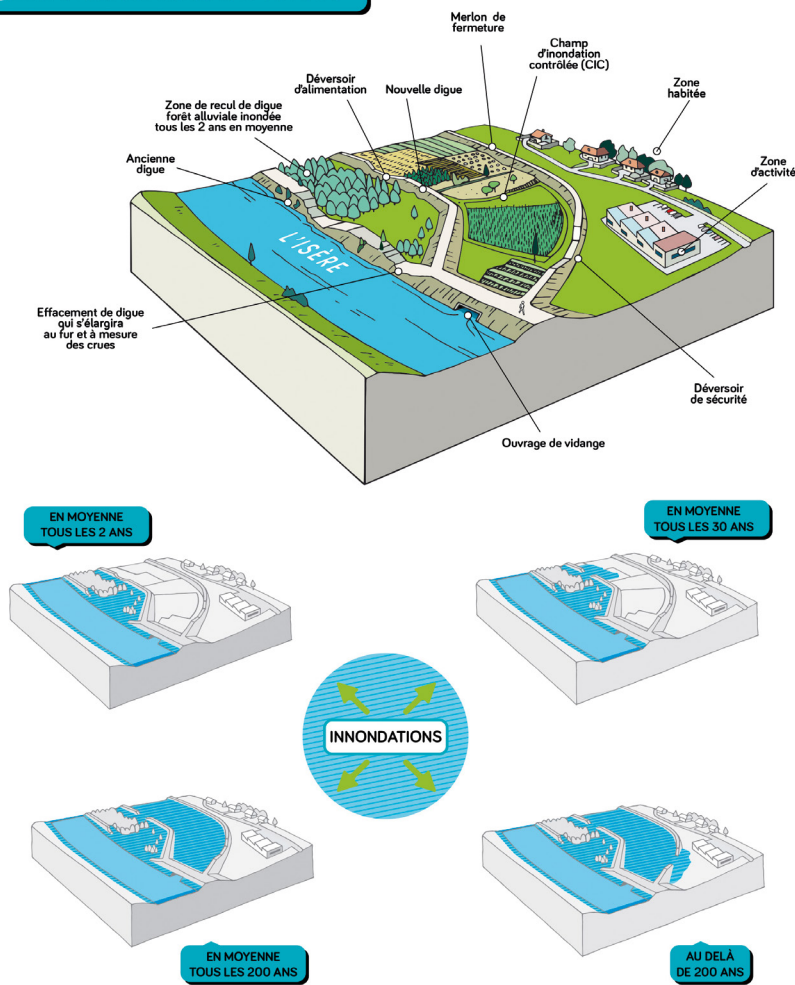 Merlon de
fermeture
Champ
d'inondation
contrôlée (CIC)
Déversoir
d'alimentation
Nouvelle digue
Zone
habitée
Zone de recul de digue
forêt alluviale inondée
tous les 2 ans en moyenne
Ancienne
digue
Zone
d'activité
L'ISÈRE
Effacement de digue
qui s'élargira
au fur et à mesure
des crues
Déversoir
de sécurité
Ouvrage de vidange
EN MOYENNE
TOUS LES 2 ANS
EN MOYENNE
TOUS LES 30 ANS
INNONDATIONS
EN MOYENNE
TOUS LES 200 ANS
AU DELÀ
DE 200 ANS